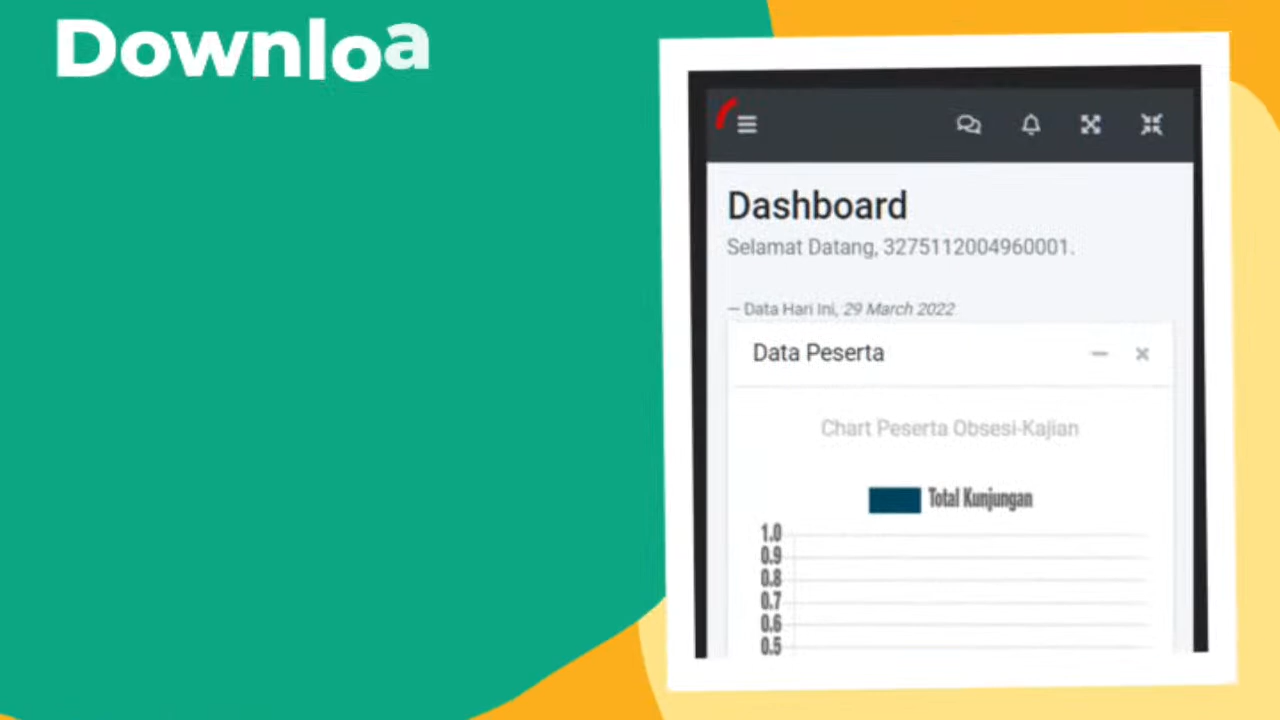 Downloa
Dashboard
Selamat Datang, 3275112004960001.
— Data Hari Ini, 29 March 2022
Data Peserta
Chart Peserta Obsesi-Kajian
Total Kunjungan
1.0
0.9
0.8
0.7
0.6
0.5